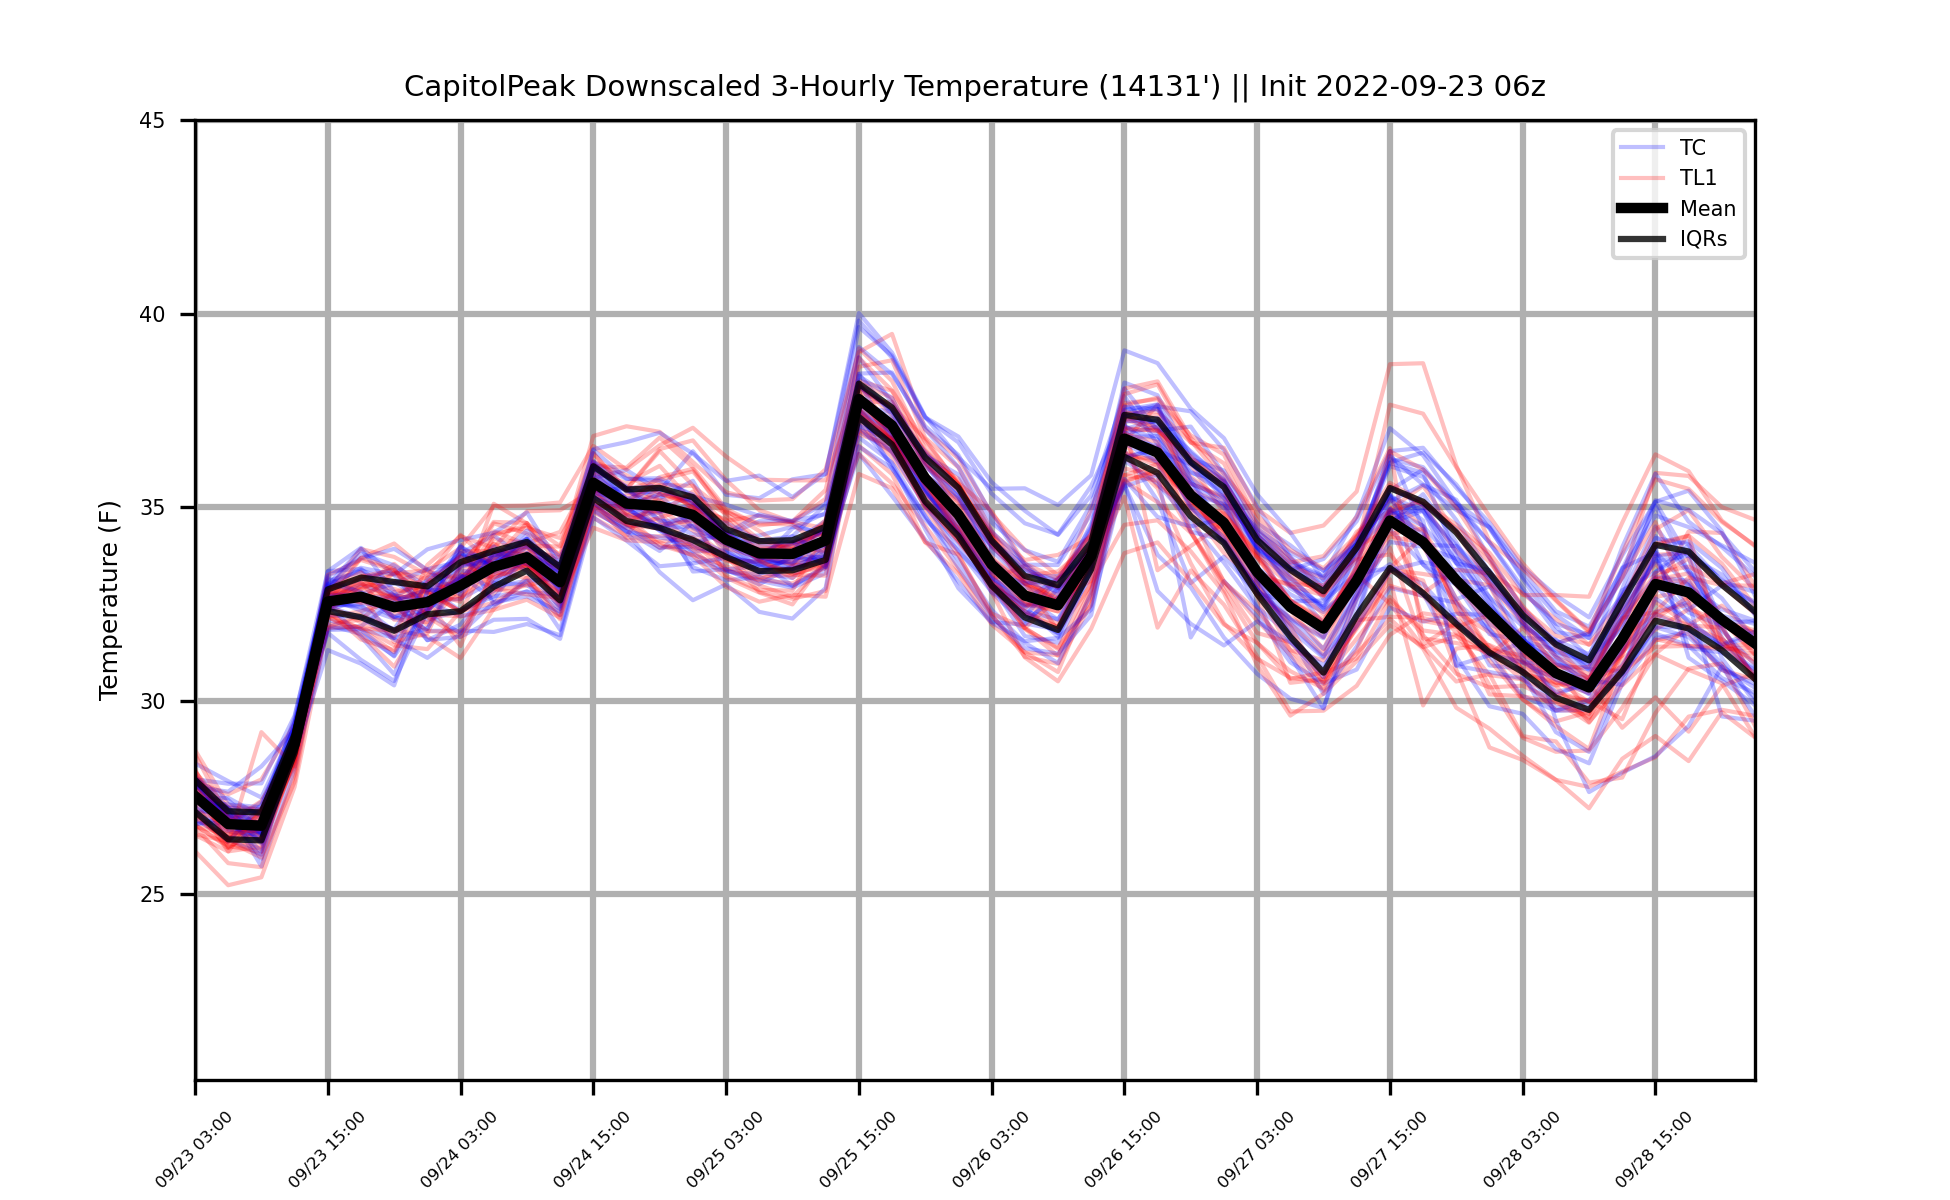 CapitolPeak Downscaled 3-Hourly Temperature (14131') || Init 2022-09-23 06z
TC
TL1
Mean
IQRs
Temperature (F)
45
40
35
30
25
09/23 03:00
09/23 15:00
09/24 03:00
09/24 15:00
09/25 03:00
09/25 15:00
09/26 03:00
09/26 15:00
09/27 03:00
09/27 15:00
09/28 03:00
09/28 15:00